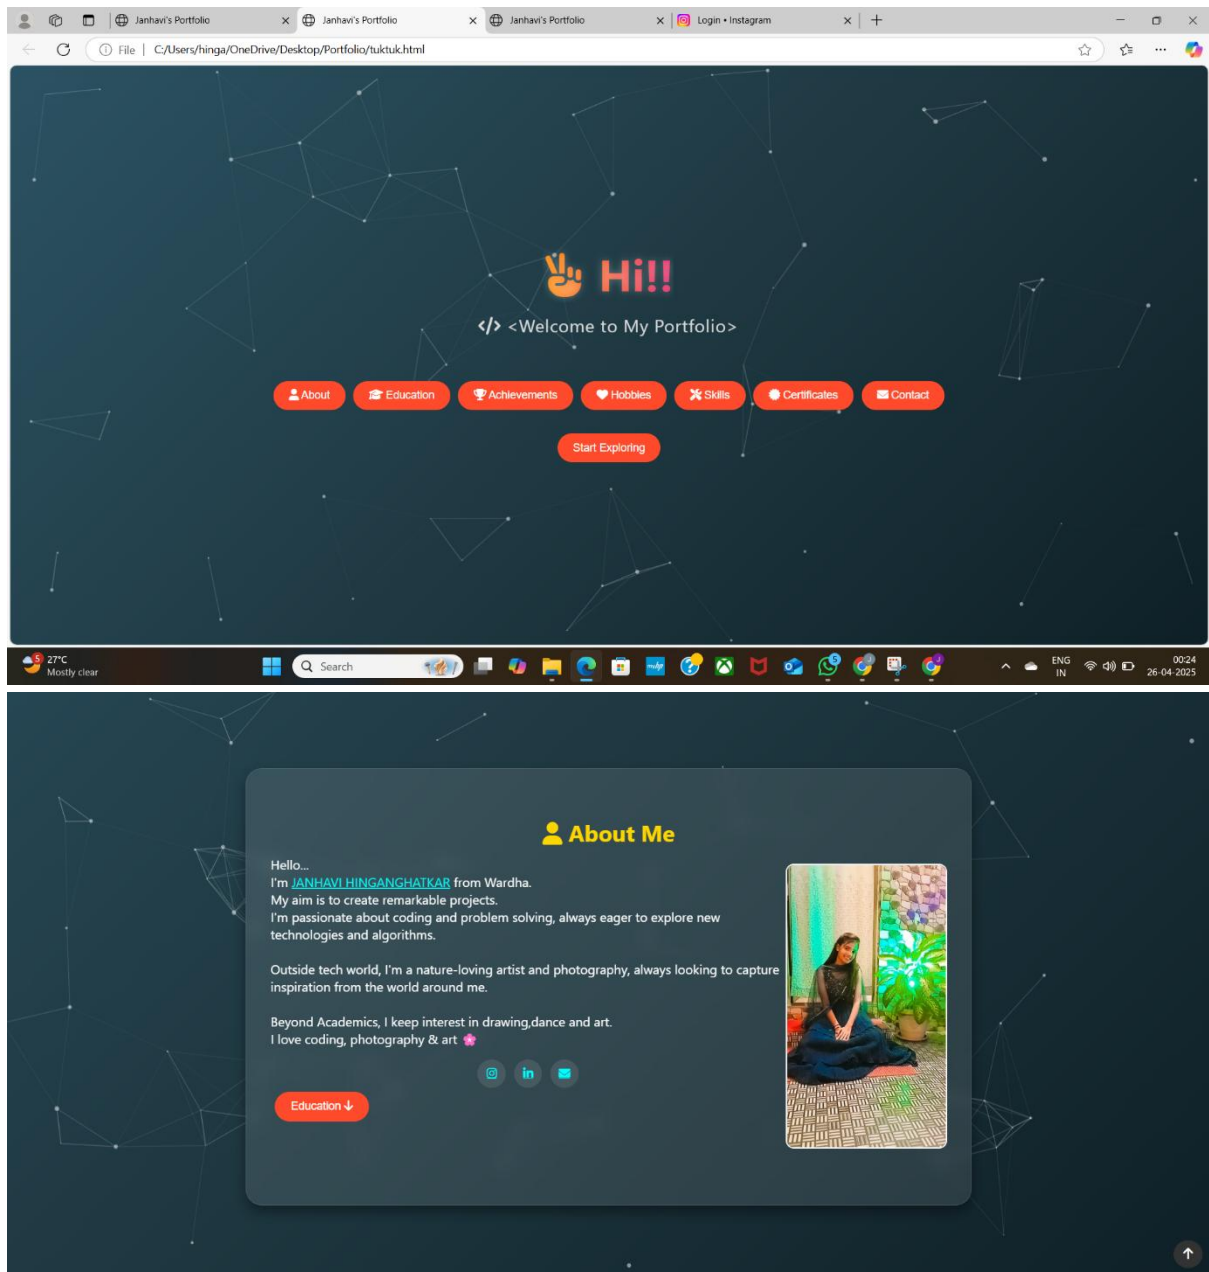 Janhavi's Portfolio
Janhavi's Portfolio
Janhavi's Portfolio
Login • Instagram
File | C:/Users/hinga/OneDrive/Desktop/Portfolio/tuktuk.html
Hi!!
</> <Welcome to My Portfolio>
About
Education
Achievements
Hobbies
Skills
Certificates
Contact
Start Exploring
5
27°C
Mostly clear
Search
5
ENG
IN
00:24
26-04-2025
About Me
Hello...
I'm JANHAVI HINGANGHATKAR from Wardha.
My aim is to create remarkable projects.
I'm passionate about coding and problem solving, always eager to explore new
technologies and algorithms.
Outside tech world, I'm a nature-loving artist and photography, always looking to capture
inspiration from the world around me.
Beyond Academics, I keep interest in drawing,dance and art.
I love coding, photography & art 🌸
in
Education ↓